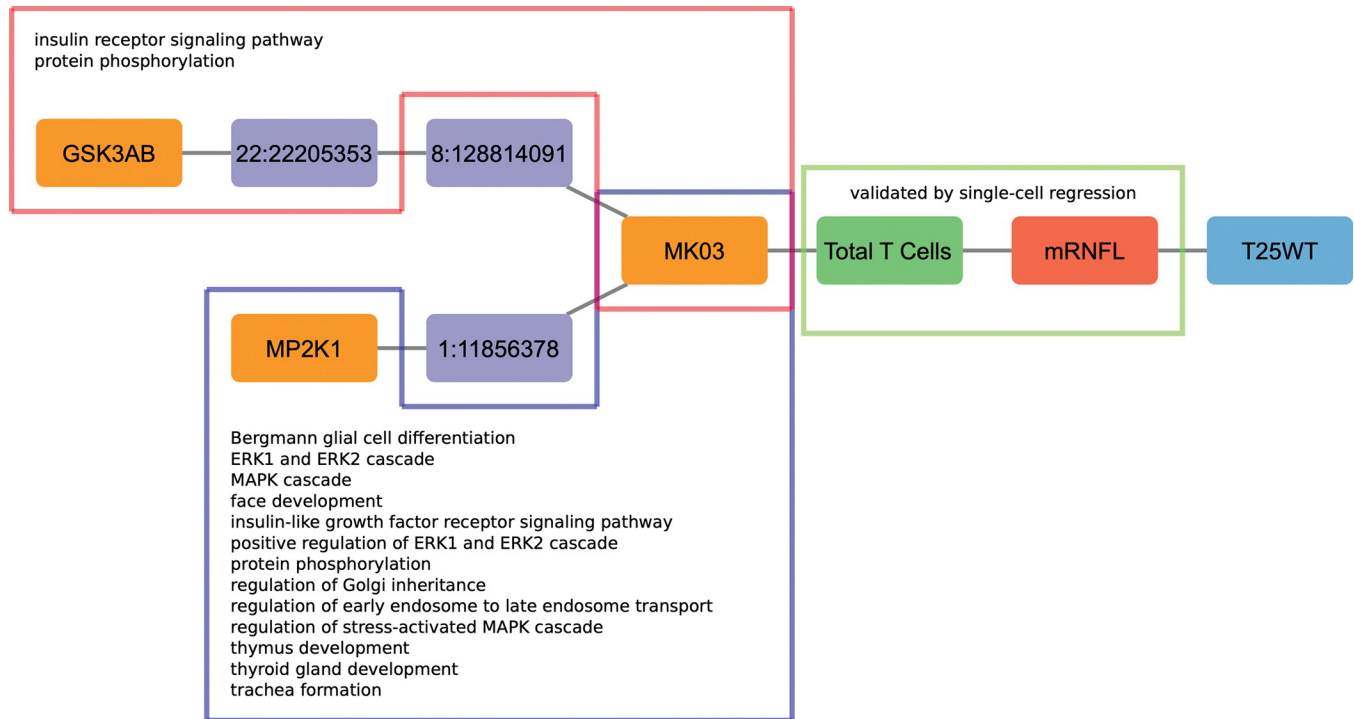 insulin receptor signaling pathway
protein phosphorylation
GSK3AB
22:22205353
8:128814091
validated by single-cell regression
MK03
Total T Cells
mRNFL
T25WT
MP2K1
1:11856378
Bergmann glial cell differentiation
ERK1 and ERK2 cascade
MAPK cascade
face development
insulin-like growth factor receptor signaling pathway
positive regulation of ERK1 and ERK2 cascade
protein phosphorylation
regulation of Golgi inheritance
regulation of early endosome to late endosome transport
regulation of stress-activated MAPK cascade
thymus development
thyroid gland development
trachea formation